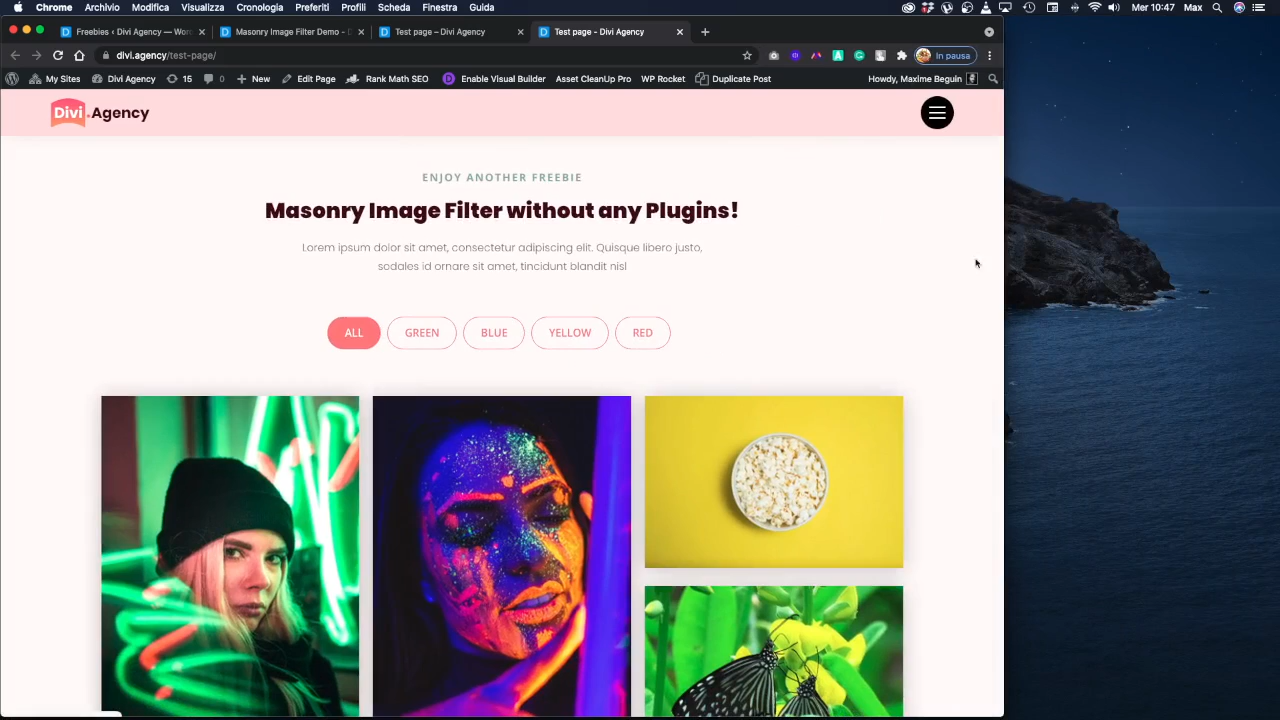 Chrome Archivio Modifica Visualizza Cronologia Preferiti Profili Scheda Finestra Guida Mer 10:47 Max
Freebies ‹ Divi Agency — Wor
Masonry Image Filter Demo - D
Test page – Divi Agency
Test page - Divi Agency
divi.agency/test-page/
In pausa
My Sites Divi Agency 15 0 New Edit Page Rank Math SEO Enable Visual Builder Asset CleanUp Pro WP Rocket Duplicate Post Howdy, Maxime Beguin
Divi.Agency
ENJOY ANOTHER FREEBIE
Masonry Image Filter without any Plugins!
Lorem ipsum dolor sit amet, consectetur adipiscing elit. Quisque libero justo,
sodales id ornare sit amet, tincidunt blandit nisl
ALL GREEN BLUE YELLOW RED